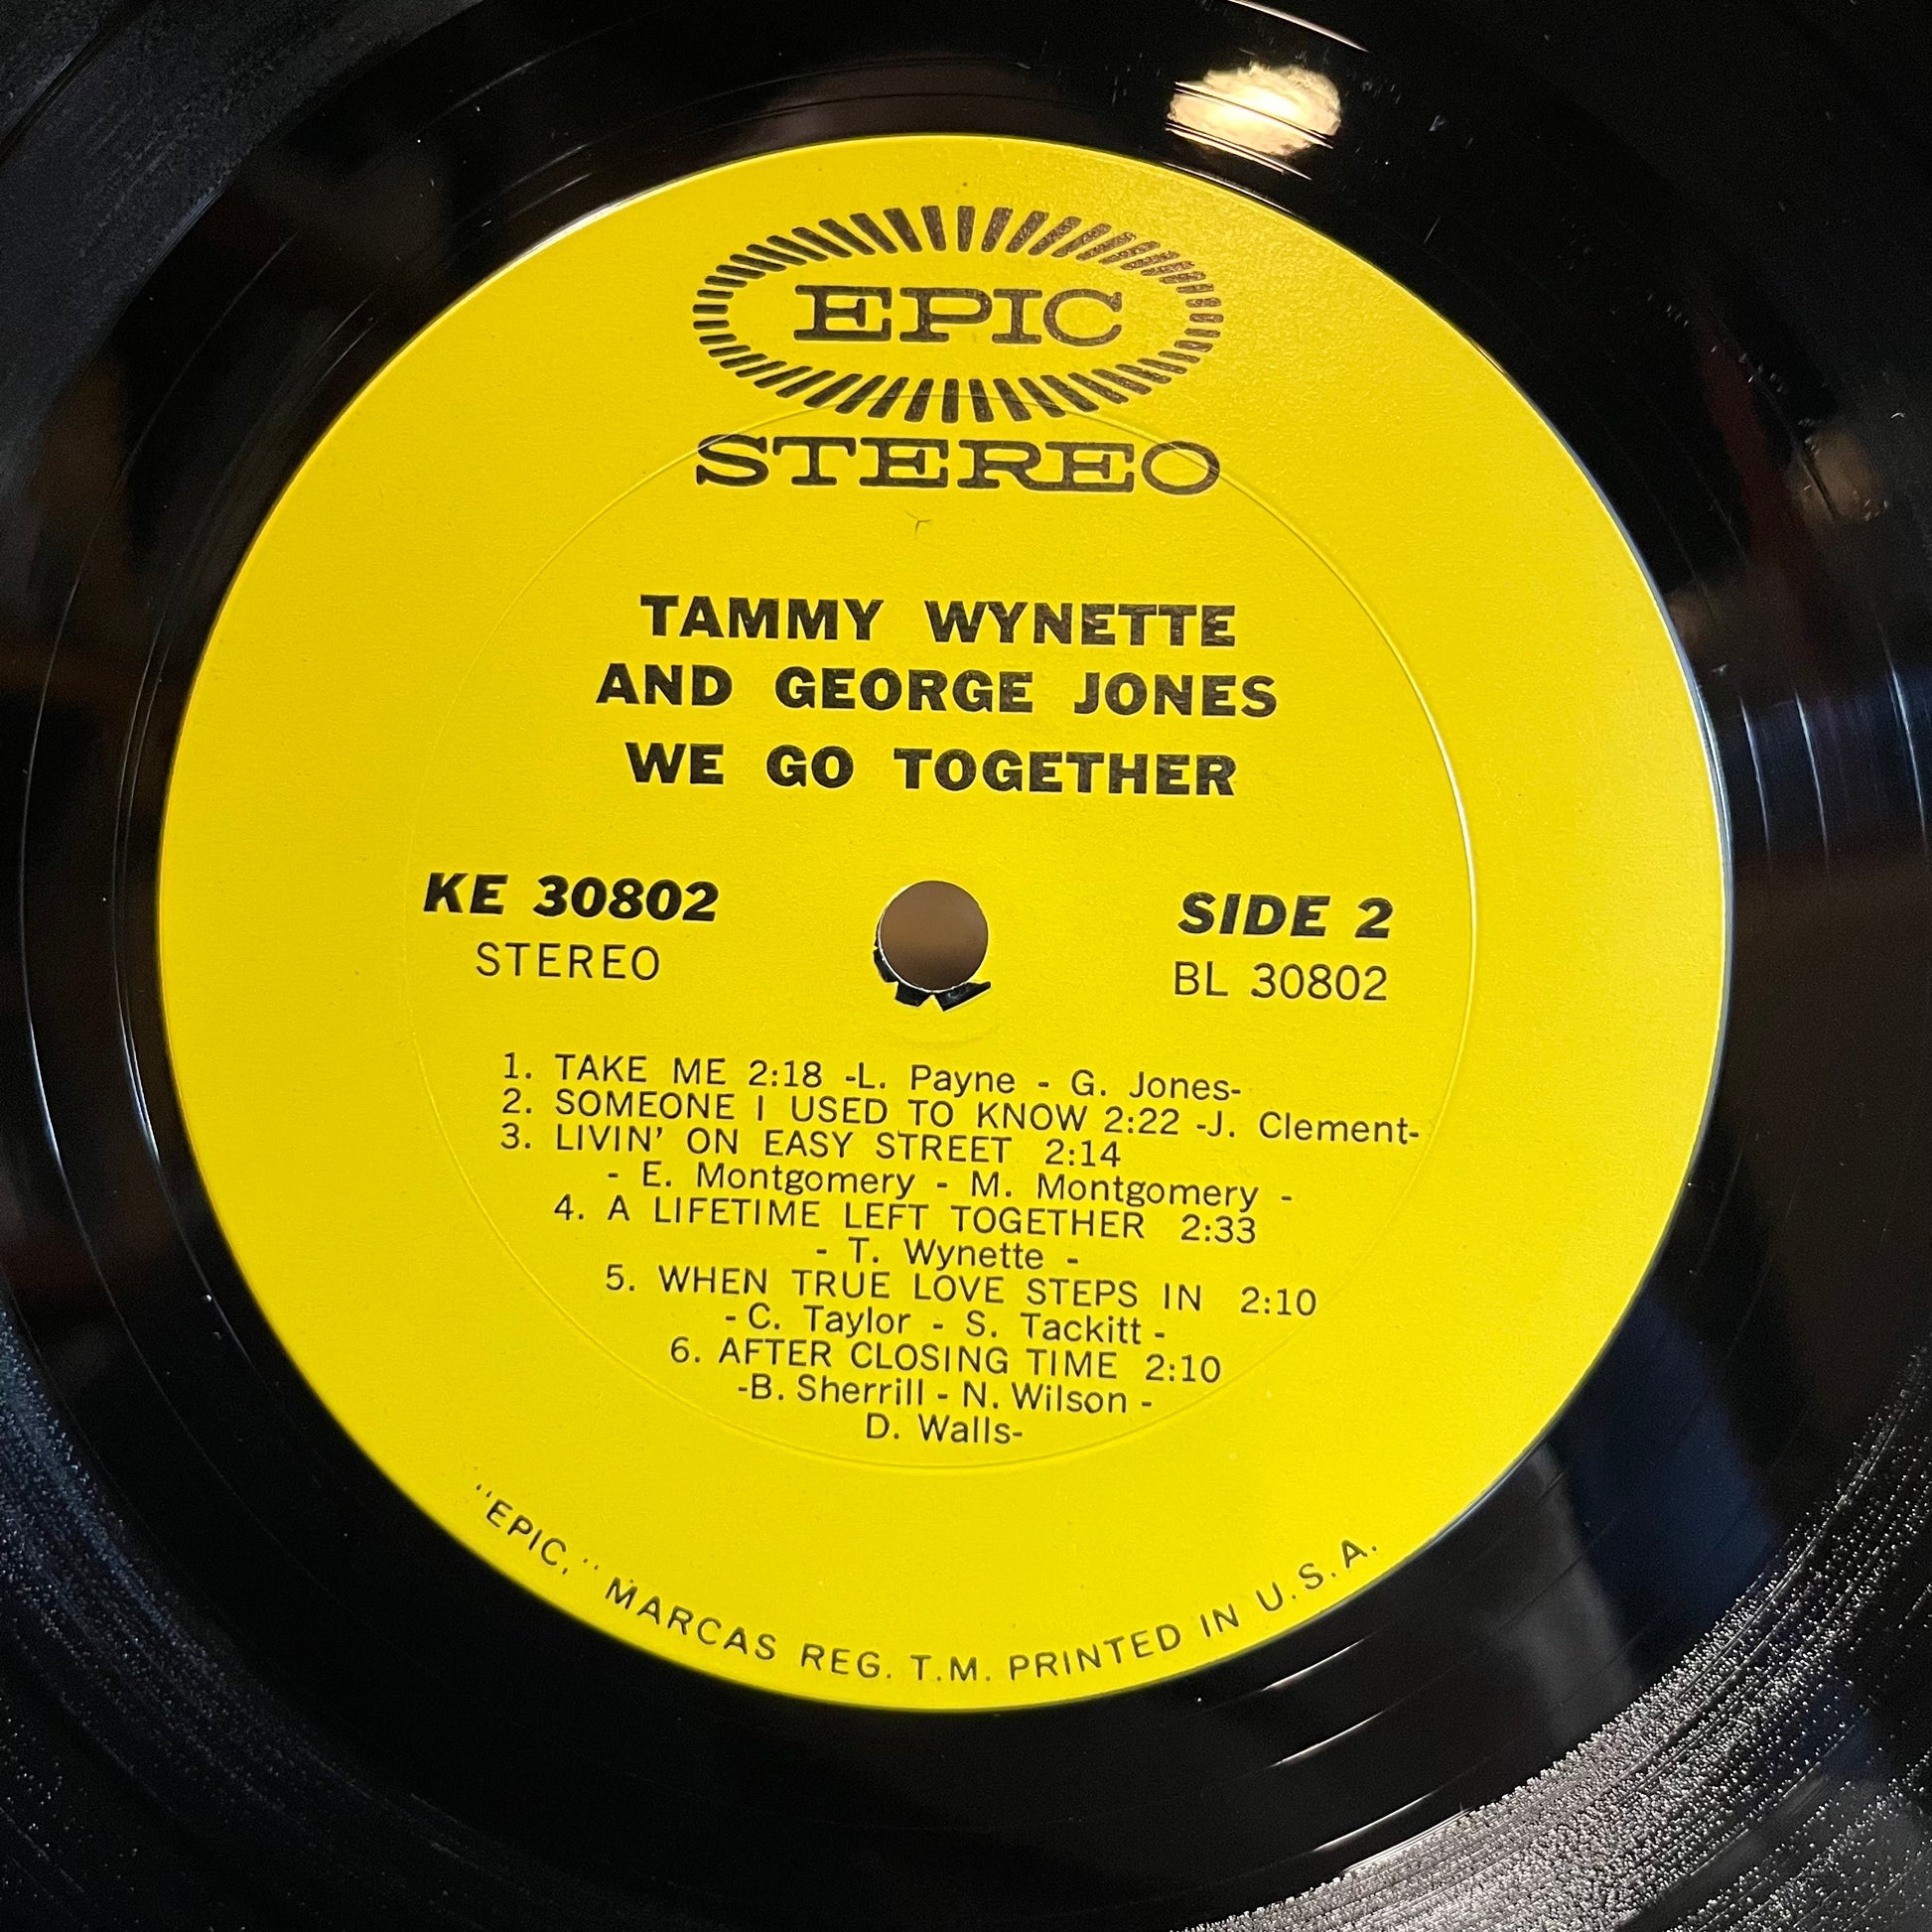 EPIC
STEREO
TAMMY WYNETTE
AND GEORGE JONES
WE GO TOGETHER
KE 30802
STEREO
SIDE 2
BL 30802
1. TAKE ME 2:18 -L. Payne - G. Jones-
2. SOMEONE I USED TO KNOW 2:22 -J. Clement-
3. LIVIN' ON EASY STREET 2:14
- E. Montgomery - M. Montgomery -
4. A LIFETIME LEFT TOGETHER 2:33
- T. Wynette -
5. WHEN TRUE LOVE STEPS IN 2:10
- C. Taylor - S. Tackitt -
6. AFTER CLOSING TIME 2:10
-B. Sherrill - N. Wilson -
D. Walls-
"EPIC," MARCAS REG. T.M. PRINTED IN U.S.A.